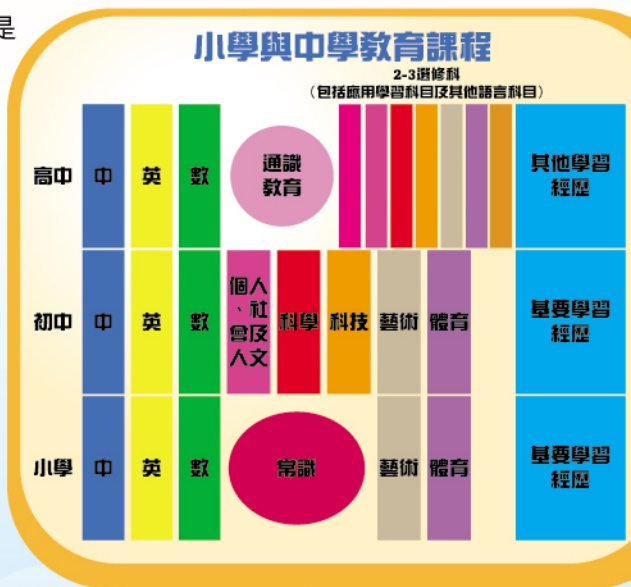 是
小學與中學教育課程
2-3選修科
（包括應用學習科目及其他語言科目）
高中 中 英 數 通識教育 其他學習經歷
初中 中 英 數 個人、社會及人文 科學 科技 藝術 體育 基要學習經歷
小學 中 英 數 常識 藝術 體育 基要學習經歷